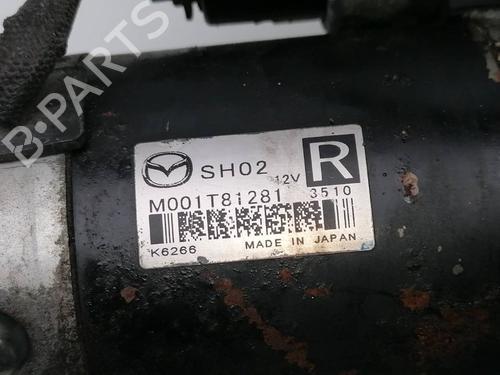 B-PARTS
SH02 12V R
M001T81281 3510
K6266 MADE IN JAPAN